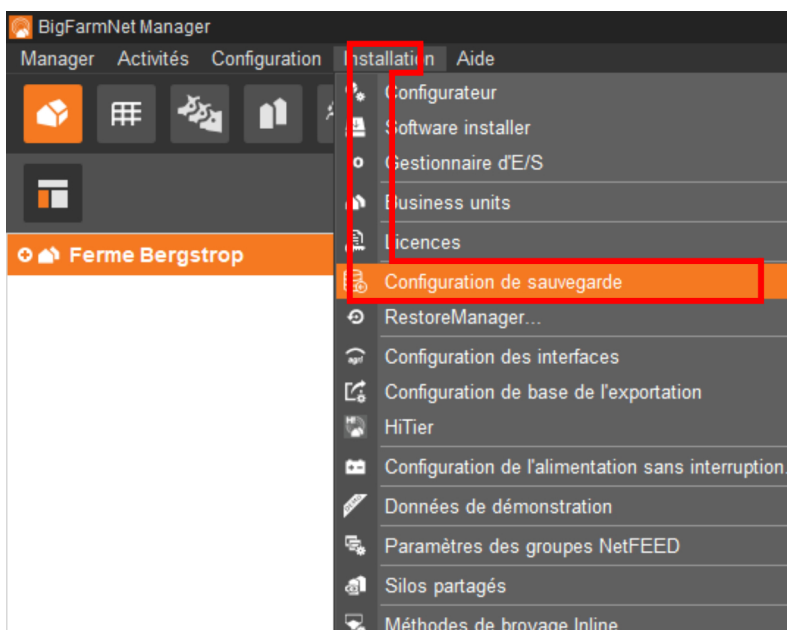 BigFarmNet Manager
Manager Activités Configuration Installation Aide
Configurateur
Software installer
Gestionnaire d'E/S
Business units
Licences
Ferme Bergstrop
Configuration de sauvegarde
RestoreManager...
Configuration des interfaces
Configuration de base de l'exportation
HiTier
Configuration de l'alimentation sans interruption.
Données de démonstration
Paramètres des groupes NetFEED
Silos partagés
Méthodes de broyage Inline